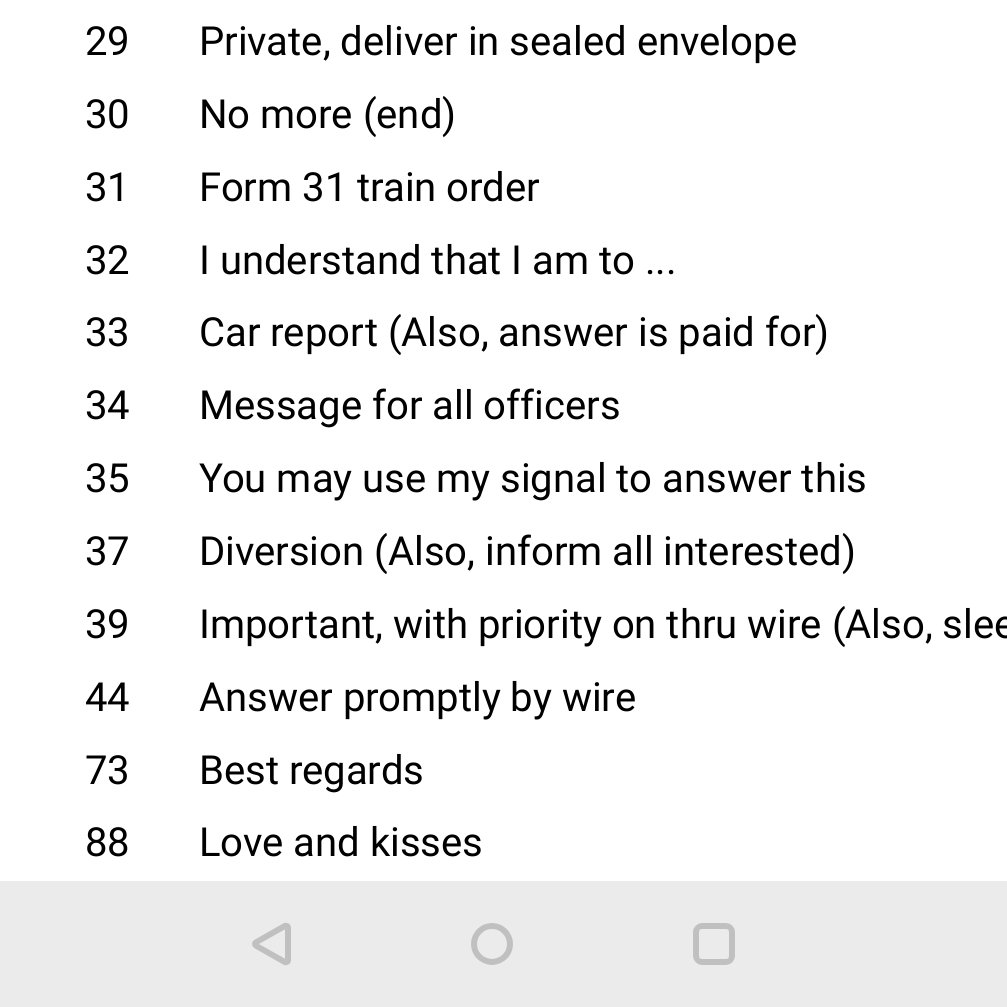 29 Private, deliver in sealed envelope
30 No more (end)
31 Form 31 train order
32 I understand that I am to ...
33 Car report (Also, answer is paid for)
34 Message for all officers
35 You may use my signal to answer this
37 Diversion (Also, inform all interested)
39 Important, with priority on thru wire (Also,
44 Answer promptly by wire
73 Best regards
88 Love and kisses